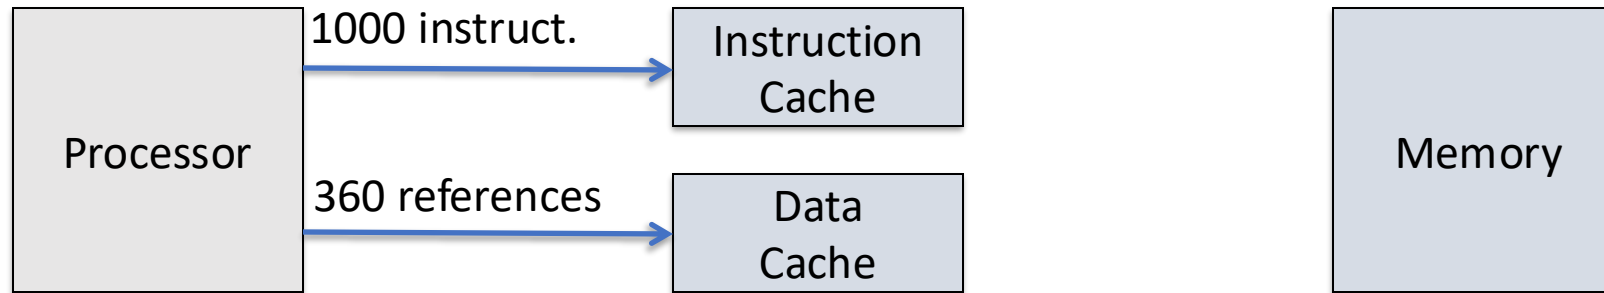 Processor
1000 instruct.
360 references
Instruction
Cache
Data
Cache
Memory